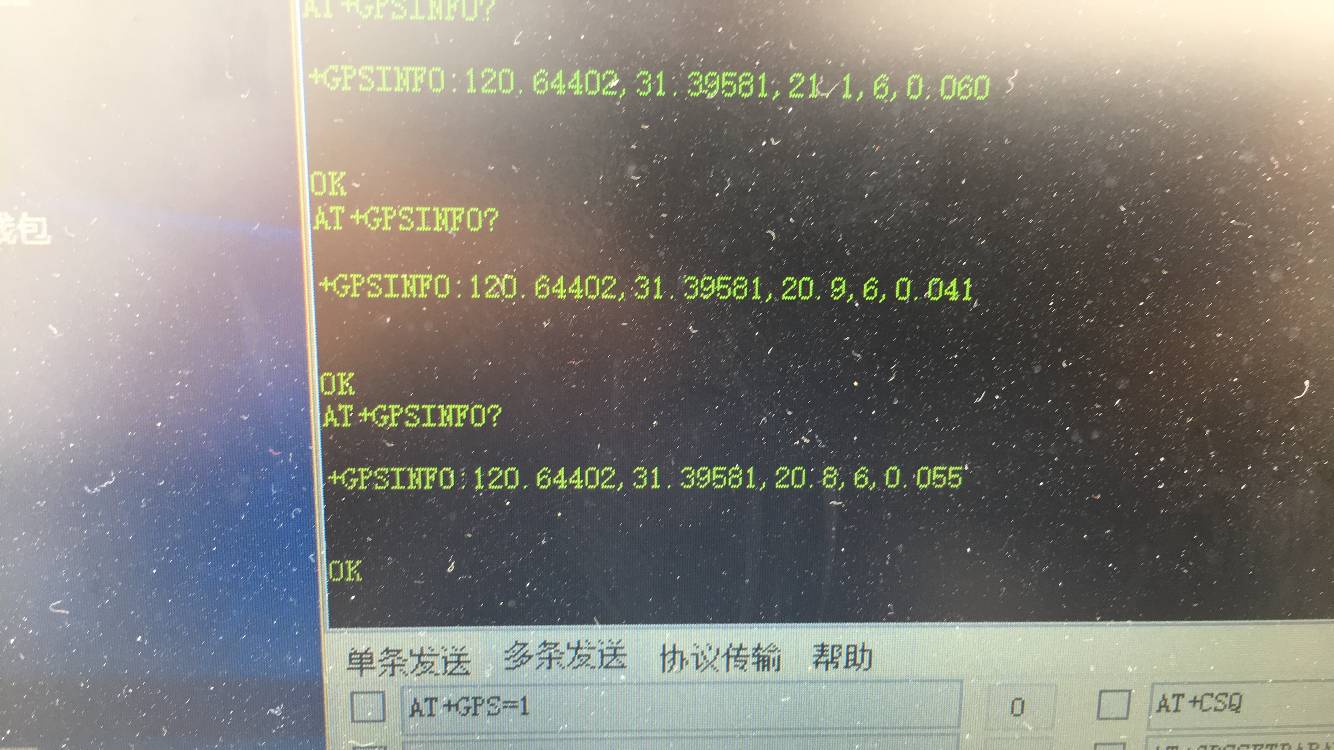 AT+GPSINFO?
+GPSINFO:120.64402,31.39581,21.1,6,0.060
OK
AT+GPSINFO?
+GPSINFO:120.64402,31.39581,20.9,6,0.041
OK
AT+GPSINFO?
+GPSINFO:120.64402,31.39581,20.8,6,0.055
OK
包
单条发送 多条发送 协议传输 帮助
AT+GPS=1 0 AT+CSQ